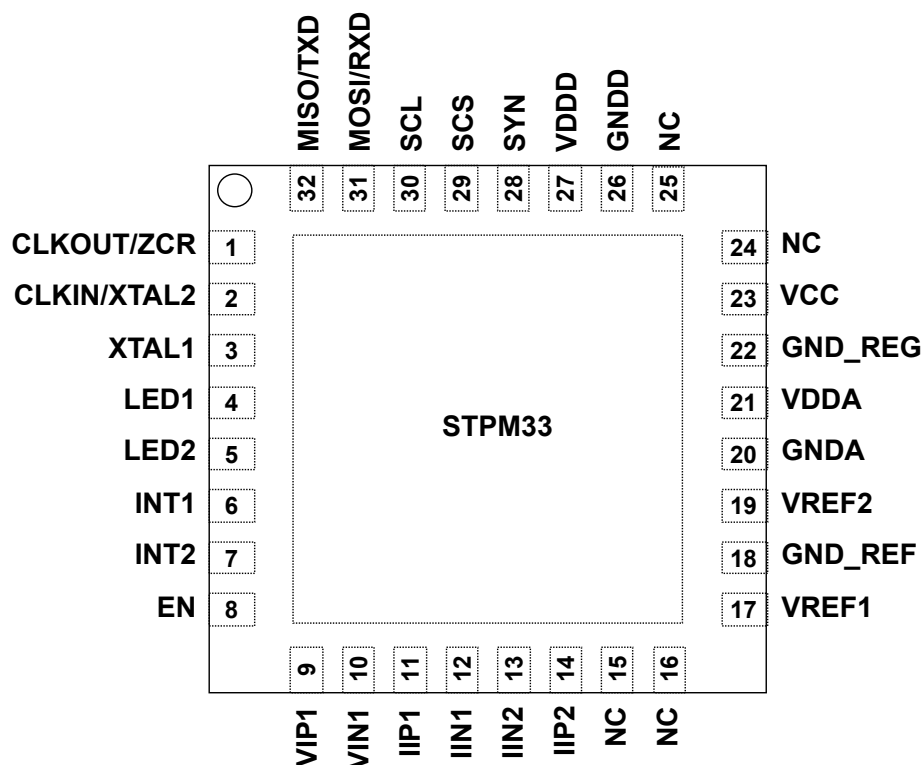 MISO/TXD
MOSI/RXD
SCL
SCS
SYN
VDDD
GNDD
NC
32
31
30
29
28
27
26
25
CLKOUT/ZCR 1
CLKIN/XTAL2 2
XTAL1 3
LED1 4
LED2 5
INT1 6
INT2 7
EN 8
STPM33
24 NC
23 VCC
22 GND_REG
21 VDDA
20 GNDA
19 VREF2
18 GND_REF
17 VREF1
9
10
11
12
13
14
15
16
VIP1
VIN1
IIP1
IIN1
IIN2
IIP2
NC
NC